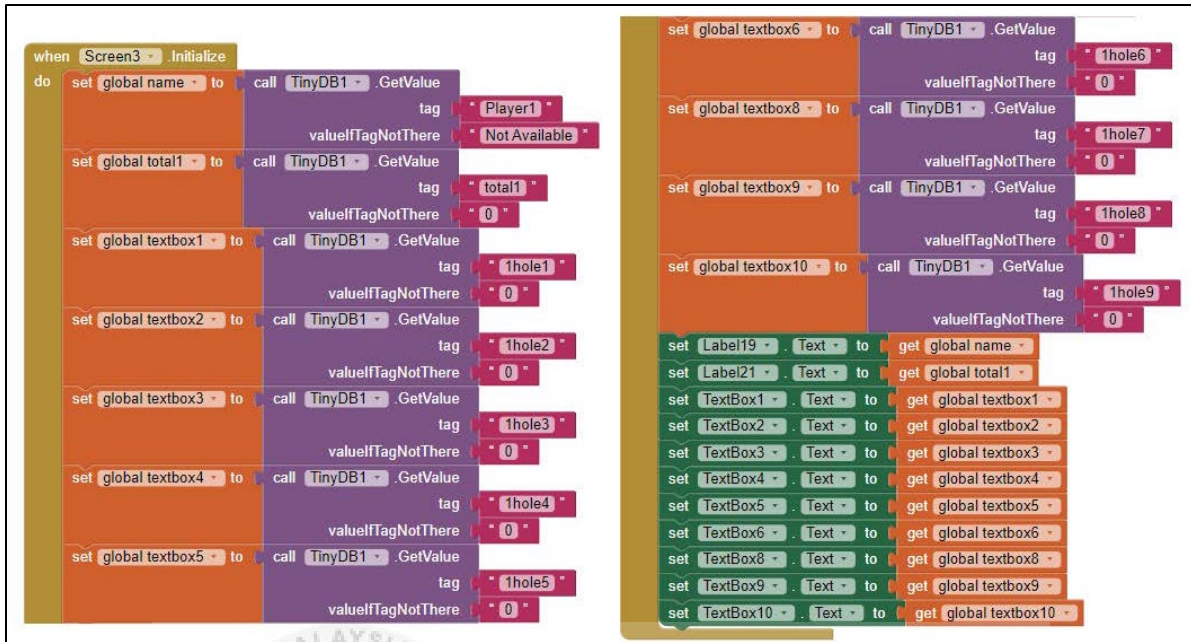 when Screen3 .Initialize
do set global name to call TinyDB1 .GetValue
tag " Player1 "
valueIfTagNotThere " Not Available "
set global total1 to call TinyDB1 .GetValue
tag " total1 "
valueIfTagNotThere " 0 "
set global textbox1 to call TinyDB1 .GetValue
tag " 1hole1 "
valueIfTagNotThere " 0 "
set global textbox2 to call TinyDB1 .GetValue
tag " 1hole2 "
valueIfTagNotThere " 0 "
set global textbox3 to call TinyDB1 .GetValue
tag " 1hole3 "
valueIfTagNotThere " 0 "
set global textbox4 to call TinyDB1 .GetValue
tag " 1hole4 "
valueIfTagNotThere " 0 "
set global textbox5 to call TinyDB1 .GetValue
tag " 1hole5 "
valueIfTagNotThere " 0 "
set global textbox6 to call TinyDB1 .GetValue
tag " 1hole6 "
valueIfTagNotThere " 0 "
set global textbox8 to call TinyDB1 .GetValue
tag " 1hole7 "
valueIfTagNotThere " 0 "
set global textbox9 to call TinyDB1 .GetValue
tag " 1hole8 "
valueIfTagNotThere " 0 "
set global textbox10 to call TinyDB1 .GetValue
tag " 1hole9 "
valueIfTagNotThere " 0 "
set Label19 . Text to get global name
set Label21 . Text to get global total1
set TextBox1 . Text to get global textbox1
set TextBox2 . Text to get global textbox2
set TextBox3 . Text to get global textbox3
set TextBox4 . Text to get global textbox4
set TextBox5 . Text to get global textbox5
set TextBox6 . Text to get global textbox6
set TextBox8 . Text to get global textbox8
set TextBox9 . Text to get global textbox9
set TextBox10 . Text to get global textbox10